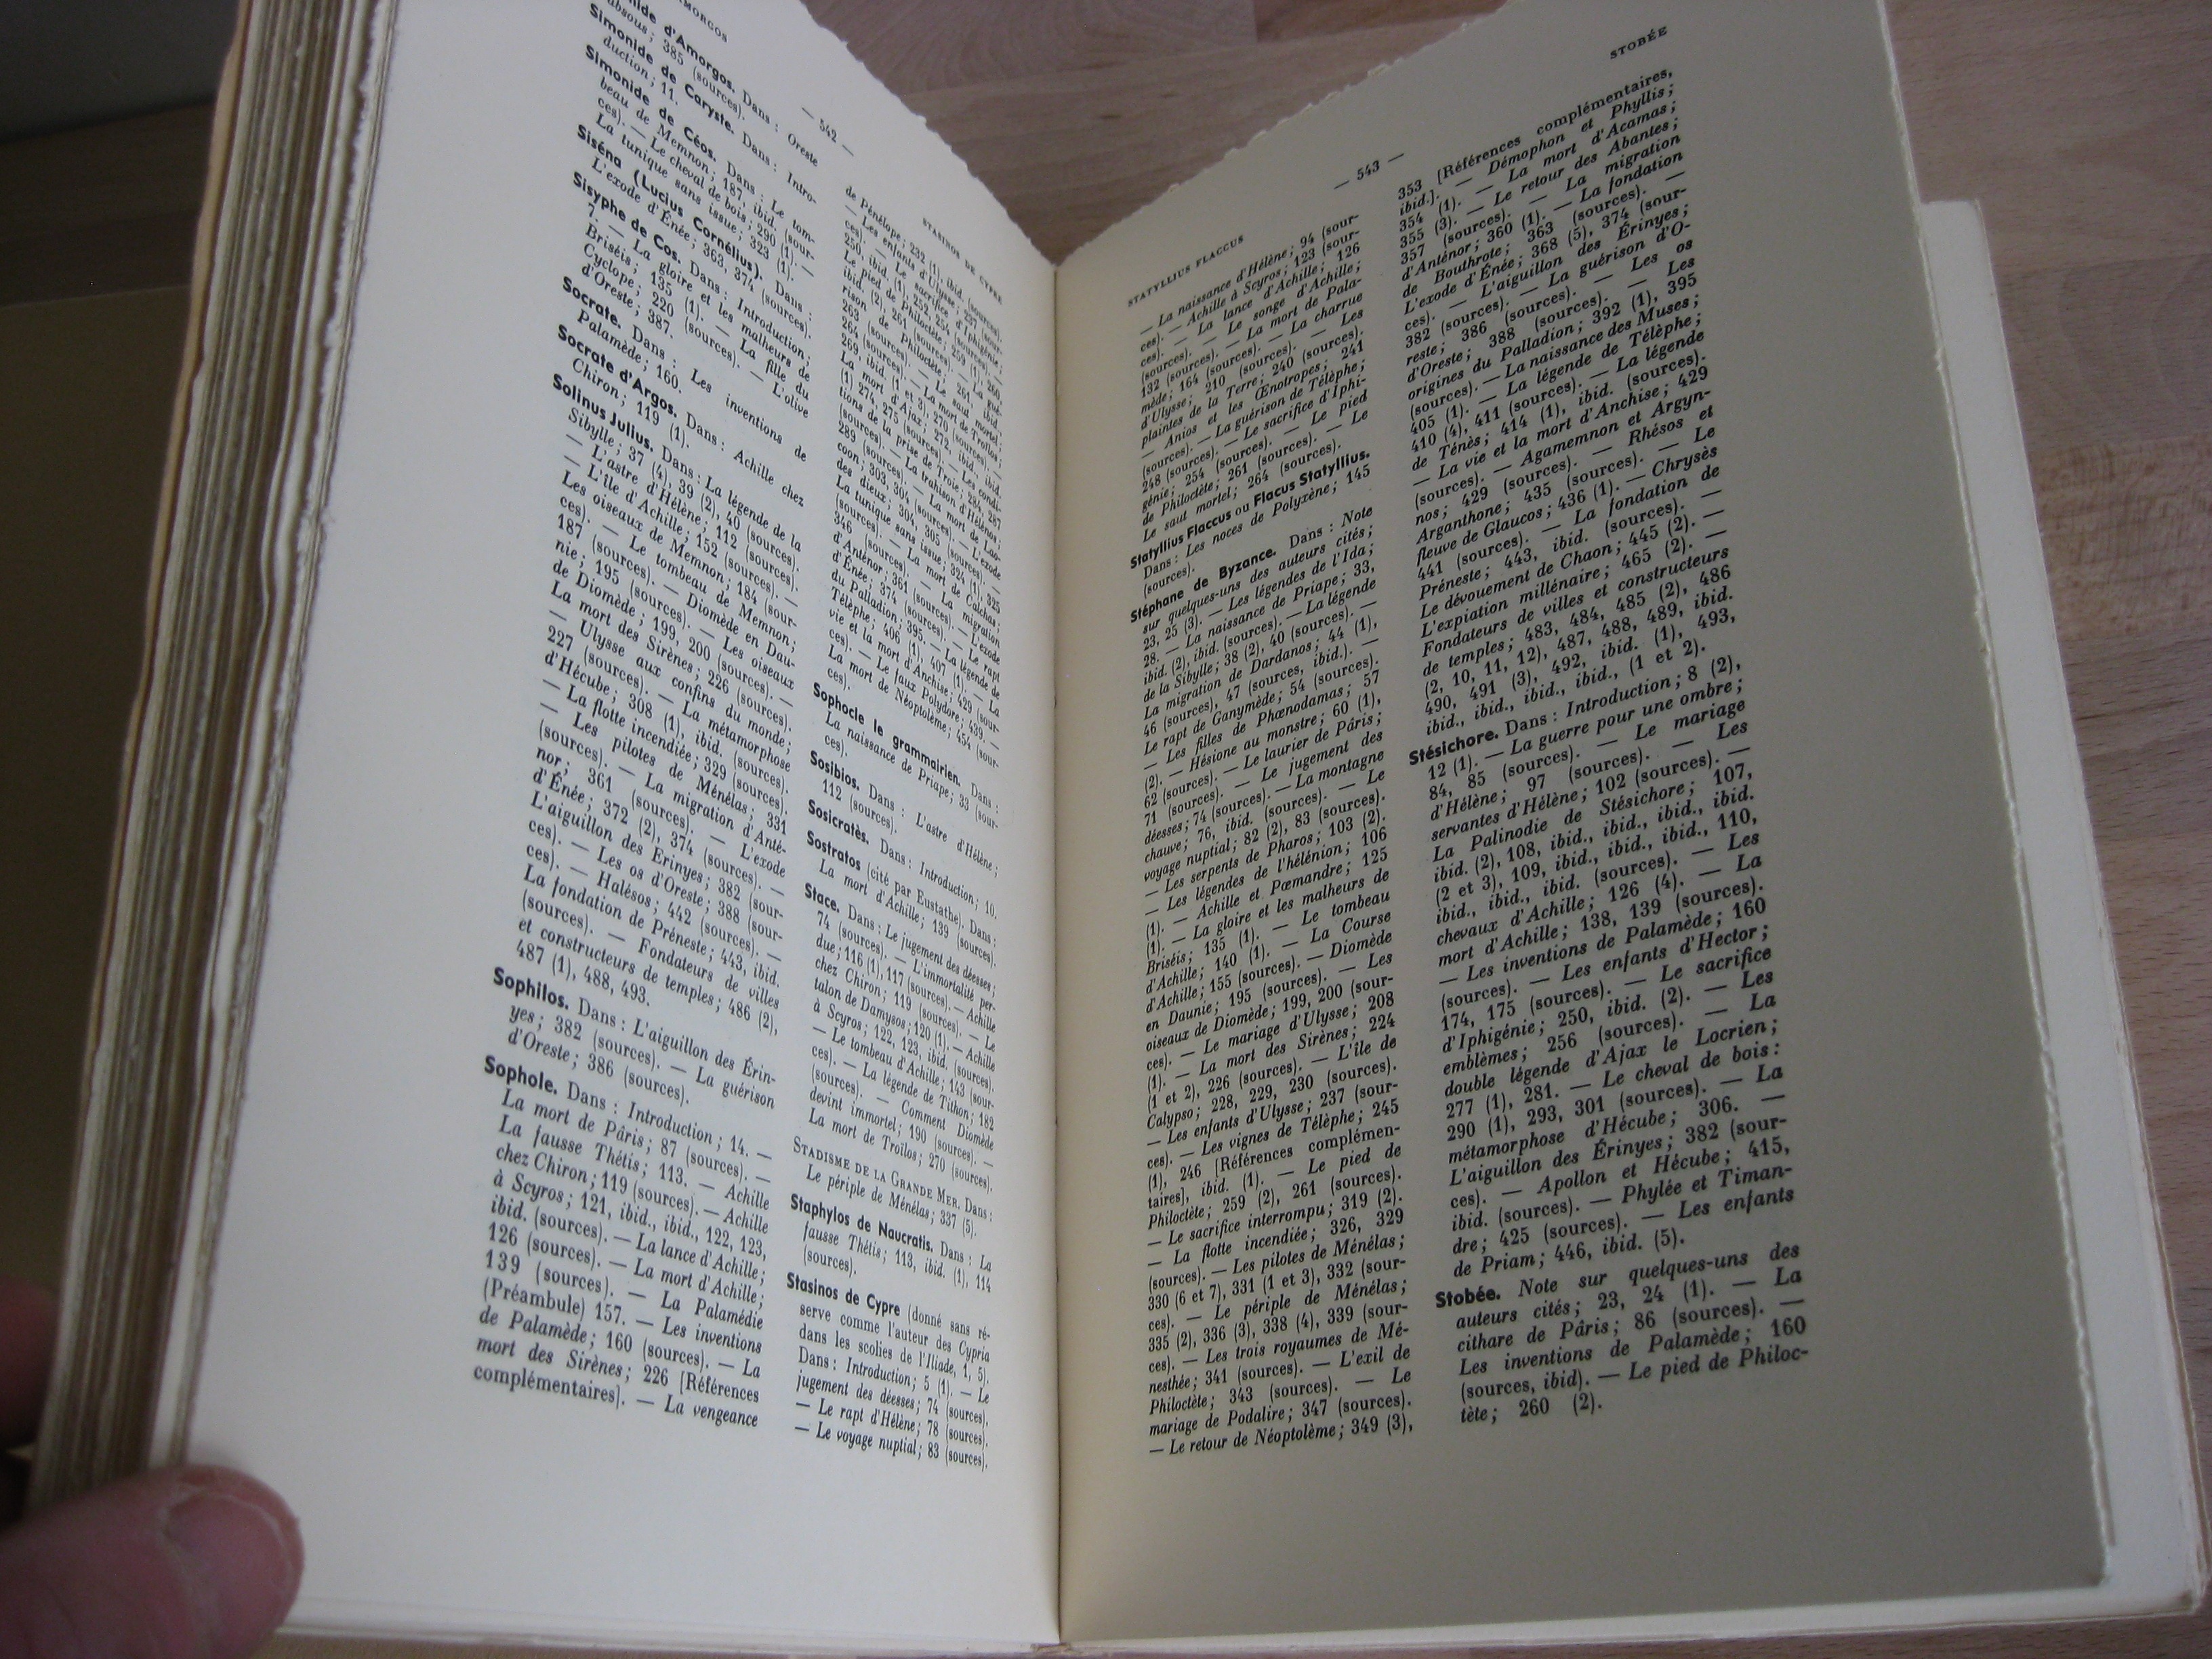 MORGOS
— 542 —
STASINOS DE CYPRE
d'Amorgos. Dans : Oreste
absous ; 385 (sources).
Simonide de Caryste. Dans : Intro-
duction ; 11.
Simonide de Céos. Dans : Le tom-
beau de Memnon ; 187, ibid. (sour-
ces). — Le cheval de bois ; 290 (1). —
La tunique sans issue ; 323 (1).
Siséna (Lucius Cornélius). Dans :
L'exode d'Énée ; 363, 374 (sources).
Sisyphe de Cos. Dans : Introduction ;
7. — La gloire et les malheurs de
Briséis ; 135 (1). — La fille du
Cyclope ; 220 (sources). — L'olive
d'Oreste ; 387.
Socrate. Dans : Les inventions de
Palamède ; 160.
Socrate d'Argos. Dans : Achille chez
Chiron ; 119 (1).
Solinus Julius. Dans : La légende de la
Sibylle ; 37 (4), 39 (2), 40 (sources).
— L'astre d'Hélène ; 112 (sources).
— L'île d'Achille ; 152 (sources). —
Les oiseaux de Memnon ; 184 (sour-
ces). — Le tombeau de Memnon ;
187 (sources). — Diomède en Dau-
nie ; 195 (sources). — Les oiseaux
de Diomède ; 199, 200 (sources). —
La mort des Sirènes ; 226 (sources).
— Ulysse aux confins du monde ;
227 (sources). — La métamorphose
d'Hécube ; 308 (1), ibid. (sources).
— La flotte incendiée ; 329 (sources).
— Les pilotes de Ménélas ; 331
(sources). — La migration d'Anté-
nor ; 361 (sources). — L'exode
d'Énée ; 372 (2), 374 (sources). —
L'aiguillon des Érinyes ; 382 (sour-
ces). — Les os d'Oreste ; 388 (sour-
ces). — Halésos ; 442 (sources). —
La fondation de Préneste ; 443, ibid.
(sources). — Fondateurs de villes
et constructeurs de temples ; 486 (2),
487 (1), 488, 493.
Sophilos. Dans : L'aiguillon des Érin-
yes ; 382 (sources). — La guérison
d'Oreste ; 386 (sources).
Sophole. Dans : Introduction ; 14. —
La mort de Pâris ; 87 (sources). —
La fausse Thétis ; 113. — Achille
chez Chiron ; 119 (sources). — Achille
à Scyros ; 121, ibid., ibid., 122, 123,
ibid. (sources). — La lance d'Achille ;
126 (sources). — La mort d'Achille ;
139 (sources). — La Palamédie
(Préambule) 157. — Les inventions
de Palamède ; 160 (sources). — La
mort des Sirènes ; 226 [Références
complémentaires]. — La vengeance
de Pénélope ; 232 (1), ibid. (sources).
— Les enfants d'Ulysse ; 237 (sour-
ces). — Le sacrifice d'Iphigénie ;
250, ibid. (1), 252, 254 (sources). —
Le pied de Philoctète ; 259 (1), 260,
ibid. (2), 261 (sources). — La gué-
rison de Philoctète ; 261 ibid.,
263 (sources). — Le saut mortel ;
264 (sources). — La mort de Troïlos ;
269, ibid. (1 et 3), 270 (sources). —
La mort d'Ajax ; 272, ibid., ibid.
(1) 274, 275 (sources). — Les condi-
tions de la prise de Troie ; 284, 287
(sources). — La trahison d'Hélénos ;
289 (sources). — La mort de Lao-
coon ; 303, 304 (sources). — L'exode
des dieux ; 304, 305 (sources). —
La tunique sans issue ; 324 (1), 325
(sources). — La mort de Calchas ;
346 (sources). — La migration
d'Anténor ; 361 (sources). — L'exode
d'Énée ; 374 (sources). — Le rapt
du Palladion ; 395. — La légende de
Télèphe ; 406 (1), 407 (1). — La
vie et la mort d'Anchise ; 429 (sour-
ces). — Le faux Polydore ; 439. —
La mort de Néoptolème ; 454 (sour-
ces).
Sophocle le grammairien. Dans :
La naissance de Priape ; 33 (sour-
ces).
Sosibios. Dans : L'astre d'Hélène ;
112 (sources).
Sosicratès. Dans : Introduction ; 10.
Sostratos (cité par Eustathe). Dans :
La mort d'Achille ; 139 (sources).
Stace. Dans : Le jugement des déesses ;
74 (sources). — L'immortalité per-
due ; 116 (1), 117 (sources). — Achille
chez Chiron ; 119 (sources). — Le
talon de Damysos ; 120 (1). — Achille
à Scyros ; 122, 123, ibid. (sources).
— Le tombeau d'Achille ; 143 (sour-
ces). — La légende de Tithon ; 182
(sources). — Comment Diomède
devint immortel ; 190 (sources). —
La mort de Troïlos ; 270 (sources).
STADISME DE LA GRANDE MER. Dans :
Le périple de Ménélas ; 337 (5).
Staphylos de Naucratis. Dans : La
fausse Thétis ; 113, ibid. (1), 114
(sources).
Stasinos de Cypre (donné sans ré-
serve comme l'auteur des Cypria
dans les scolies de l'Iliade, 1, 5).
Dans : Introduction ; 5 (1). — Le
jugement des déesses ; 74 (sources).
— Le rapt d'Hélène ; 78 (sources).
— Le voyage nuptial ; 83 (sources).
STATYLLIUS FLACCUS
— 543 —
STOBÉE
— La naissance d'Hélène ; 94 (sour-
ces). — Achille à Scyros ; 123 (sour-
ces). — La lance d'Achille ; 126
(sources). — Le songe d'Achille ;
132 (sources). — La mort de Pala-
mède ; 164 (sources). — La charrue
d'Ulysse ; 210 (sources). — Les
plaintes de la Terre ; 240 (sources).
— Anios et les Œnotropes ; 241
(sources). — La guérison de Télèphe ;
248 (sources). — Le sacrifice d'Iphi-
génie ; 254 (sources). — Le pied
de Philoctète ; 261 (sources). — Le
saut mortel ; 264 (sources).
Statyllius Flaccus ou Flacus Statyllius.
Dans : Les noces de Polyxène ; 145
(sources).
Stéphane de Byzance. Dans : Note
sur quelques-uns des auteurs cités ;
23, 25 (3). — Les légendes de l'Ida ;
28. — La naissance de Priape ; 33,
ibid. (2), ibid. (sources). — La légende
de la Sibylle ; 38 (2), 40 (sources). —
La migration de Dardanos ; 44 (1),
46 (sources), 47 (sources, ibid.). —
Le rapt de Ganymède ; 54 (sources).
— Les filles de Phœnodamas ; 57
(2). — Hésione au monstre ; 60 (1),
62 (sources). — Le laurier de Pâris ;
71 (sources). — Le jugement des
déesses ; 74 (sources). — La montagne
chauve ; 76, ibid. (sources). — Le
voyage nuptial ; 82 (2), 83 (sources).
— Les serpents de Pharos ; 103 (2).
— Les légendes de l'hélénion ; 106
(1). — Achille et Pœmandre ; 125
(1). — La gloire et les malheurs de
Briséis ; 135 (1). — Le tombeau
d'Achille ; 140 (1). — La Course
d'Achille ; 155 (sources). — Diomède
en Daunie ; 195 (sources). — Les
oiseaux de Diomède ; 199, 200 (sour-
ces). — Le mariage d'Ulysse ; 208
(1). — La mort des Sirènes ; 224
(1 et 2), 226 (sources). — L'île de
Calypso ; 228, 229, 230 (sources).
— Les enfants d'Ulysse ; 237 (sour-
ces). — Les vignes de Télèphe ; 245
(1), 246 [Références complémen-
taires], ibid. (1). — Le pied de
Philoctète ; 259 (2), 261 (sources).
— Le sacrifice interrompu ; 319 (2).
— La flotte incendiée ; 326, 329
(sources). — Les pilotes de Ménélas ;
330 (6 et 7), 331 (1 et 3), 332 (sour-
ces). — Le périple de Ménélas ;
335 (2), 336 (3), 338 (4), 339 (sour-
ces). — Les trois royaumes de Mé-
nesthée ; 341 (sources). — L'exil de
Philoctète ; 343 (sources). — Le
mariage de Podalire ; 347 (sources).
— Le retour de Néoptolème ; 349 (3),
353 [Références complémentaires,
ibid.]. — Démophon et Phyllis ;
354 (1). — La mort d'Acamas ;
355 (3). — Le retour des Abantes ;
357 (sources). — La migration
d'Anténor ; 360 (1). — La fondation
de Bouthrote ; 363 (sources). —
L'exode d'Énée ; 368 (5), 374 (sour-
ces). — L'aiguillon des Érinyes ;
382 (sources). — La guérison d'O-
reste ; 386 (sources). — Les os
d'Oreste ; 388 (sources). — Les
origines du Palladion ; 392 (1), 395
(sources). — La naissance des Muses ;
405 (1). — La légende de Télèphe ;
410 (4), 411 (sources). — La légende
de Ténès ; 414 (1), ibid. (sources).
— La vie et la mort d'Anchise ; 429
(sources). — Agamemnon et Argyn-
nos ; 429 (sources). — Rhésos et
Arganthone ; 435 (sources). — Le
fleuve de Glaucos ; 436 (1). — Chrysès
441 (sources). — La fondation de
Préneste ; 443, ibid. (sources). —
Le dévouement de Chaon ; 445 (2). —
L'expiation millénaire ; 465 (2). —
Fondateurs de villes et constructeurs
de temples ; 483, 484, 485 (2), 486
(2, 10, 11, 12), 487, 488, 489, ibid.
490, 491 (3), 492, ibid. (1), 493,
ibid., ibid., ibid., ibid., (1 et 2).
Stésichore. Dans : Introduction ; 8 (2),
12 (1). — La guerre pour une ombre ;
84, 85 (sources). — Le mariage
d'Hélène ; 97 (sources). — Les
servantes d'Hélène ; 102 (sources). —
La Palinodie de Stésichore ; 107,
ibid. (2), 108, ibid., ibid., ibid., ibid.
(2 et 3), 109, ibid., ibid., ibid., 110,
ibid., ibid., ibid. (sources). — Les
chevaux d'Achille ; 126 (4). — La
mort d'Achille ; 138, 139 (sources).
— Les inventions de Palamède ; 160
(sources). — Les enfants d'Hector ;
174, 175 (sources). — Le sacrifice
d'Iphigénie ; 250, ibid. (2). — Les
emblèmes ; 256 (sources). — La
double légende d'Ajax le Locrien ;
277 (1), 281. — Le cheval de bois :
290 (1), 293, 301 (sources). — La
métamorphose d'Hécube ; 306. —
L'aiguillon des Érinyes ; 382 (sour-
ces). — Apollon et Hécube ; 415,
ibid. (sources). — Phylée et Timan-
dre ; 425 (sources). — Les enfants
de Priam ; 446, ibid. (5).
Stobée. Note sur quelques-uns des
auteurs cités ; 23, 24 (1). — La
cithare de Pâris ; 86 (sources). —
Les inventions de Palamède ; 160
(sources, ibid). — Le pied de Philoc-
tète ; 260 (2).